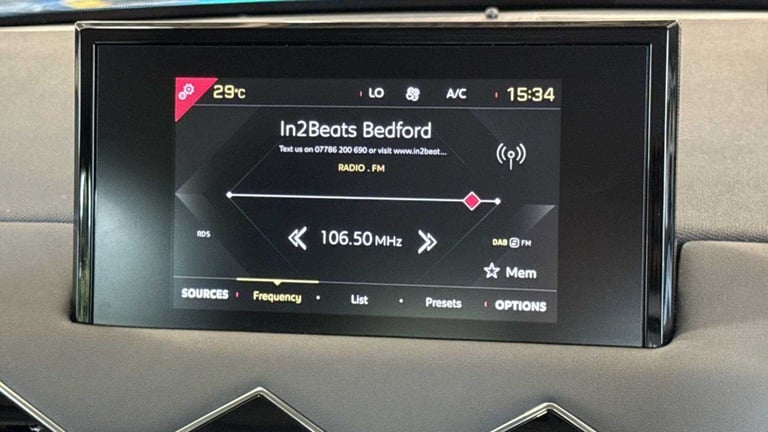 29°C LO A/C 15:34
In2Beats Bedford
Text us on 07786 200 690 or visit www.in2beat...
RADIO . FM
RDS
106.50 MHz
DAB FM
Mem
SOURCES Frequency List Presets OPTIONS